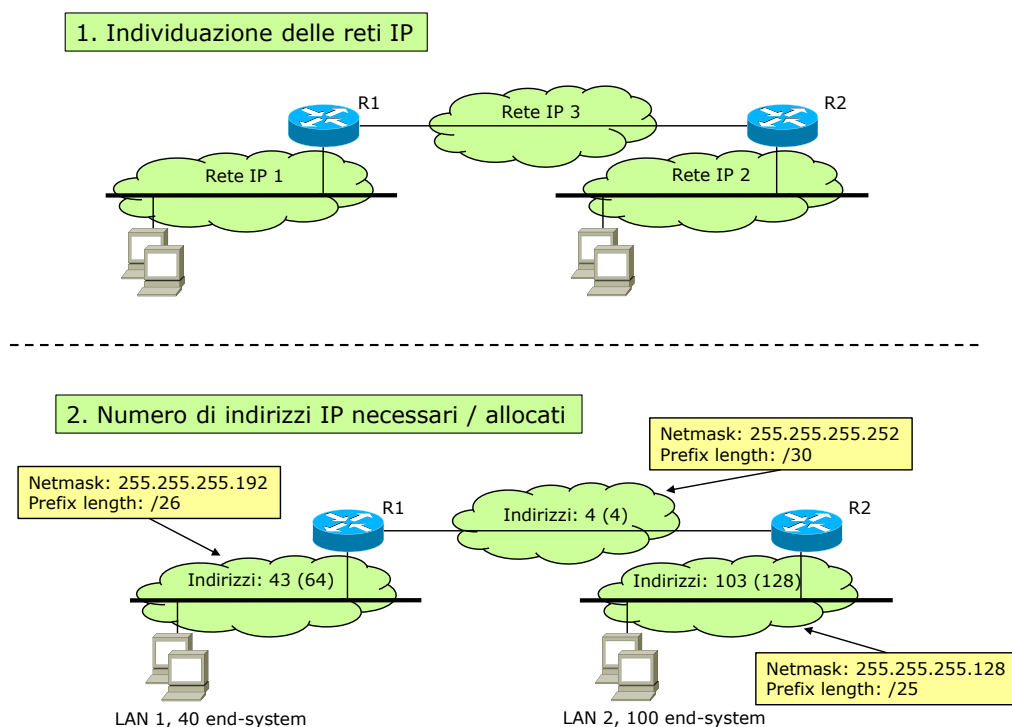 1. Individuazione delle reti IP
R1
Rete IP 3
R2
Rete IP 1
Rete IP 2
2. Numero di indirizzi IP necessari / allocati
Netmask: 255.255.255.252
Prefix length: /30
Netmask: 255.255.255.192
Prefix length: /26
R1
Indirizzi: 4 (4)
R2
Indirizzi: 43 (64)
Indirizzi: 103 (128)
Netmask: 255.255.255.128
Prefix length: /25
LAN 1, 40 end-system
LAN 2, 100 end-system